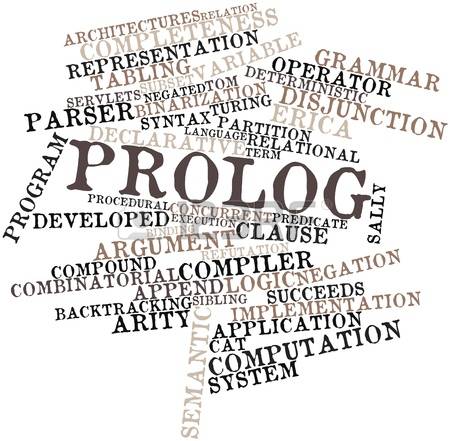 ARCHITECTURES RELATION
COMPLETENESS
REPRESENTATION
TABLING
SUBSET VARIABLE
GRAMMAR
OPERATOR
DETERMINISTIC
SERVLETS NEGATED TOM
BINARIZATION
DISJUNCTION
PARSER
TURING
ERICA
SYNTAX PARTITION
LANGUAGE RELATIONAL
DECLARATIVE
TERM
PROGRAM
PROLOG
SALLY
PROCEDURAL CONCURRENT PREDICATE
DEVELOPED EXECUTION CLAUSE
BINDING
ARGUMENT REFUTATION
COMPOUND COMPILER
COMBINATORIAL
APPEND LOGIC NEGATION
BACKTRACKING SIBLING SUCCEEDS
ARITY IMPLEMENTATION
SEMANTIC
APPLICATION
CAT
COMPUTATION
SYSTEM